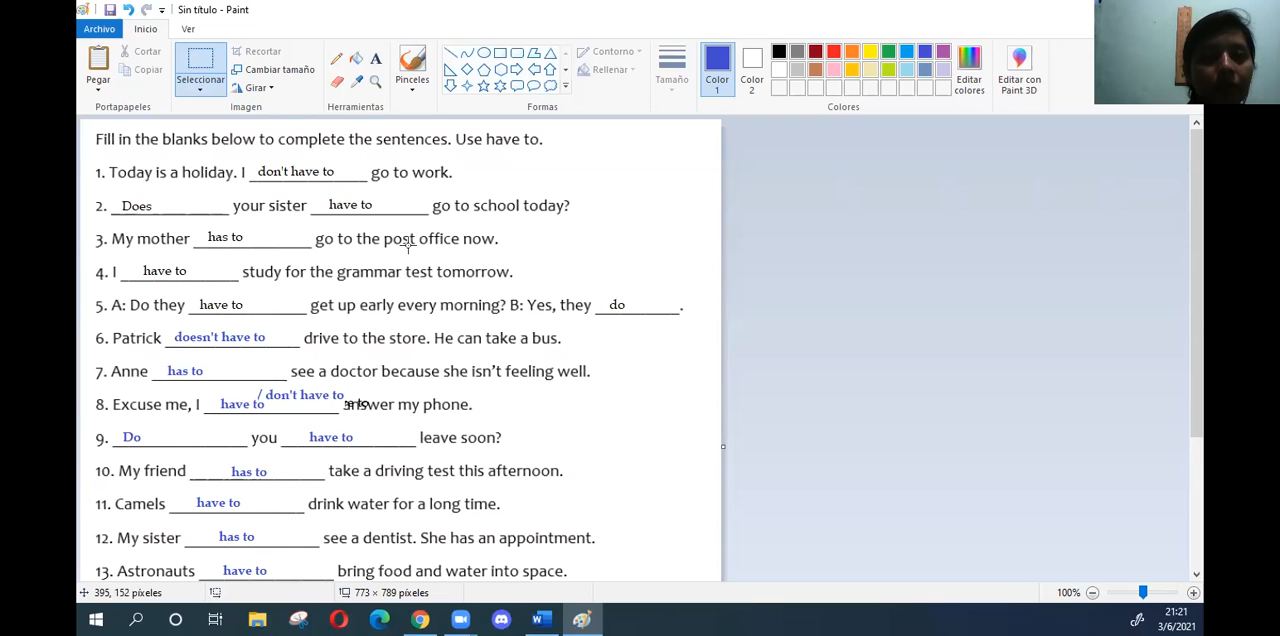 Sin título - Paint
Archivo Inicio Ver
Pegar
Cortar
Copiar
Portapapeles
Seleccionar
Recortar
Cambiar tamaño
Girar
Imagen
A
Herramientas
Pinceles
Contorno
Rellenar
Formas
Tamaño
Color 1
Color 2
Editar colores
Colores
Editar con Paint 3D
Fill in the blanks below to complete the sentences. Use have to.
1. Today is a holiday. I don't have to go to work.
2. Does your sister have to go to school today?
3. My mother has to go to the post office now.
4. I have to study for the grammar test tomorrow.
5. A: Do they have to get up early every morning? B: Yes, they do.
6. Patrick doesn't have to drive to the store. He can take a bus.
7. Anne has to see a doctor because she isn't feeling well.
/ don't have to
8. Excuse me, I have to answer my phone.
9. Do you have to leave soon?
10. My friend has to take a driving test this afternoon.
11. Camels have to drink water for a long time.
12. My sister has to see a dentist. She has an appointment.
13. Astronauts have to bring food and water into space.
395, 152 píxeles
773 × 789 píxeles
100%
21:21
3/6/2021